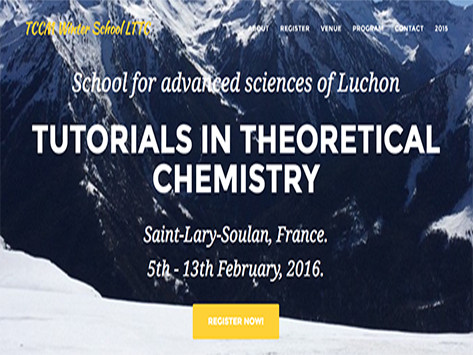 TCCM Winter School LTTC
ABOUT REGISTER VENUE PROGRAM CONTACT 2015
School for advanced sciences of Luchon
TUTORIALS IN THEORETICAL
CHEMISTRY
Saint-Lary-Soulan, France.
5th - 13th February, 2016.
REGISTER NOW!